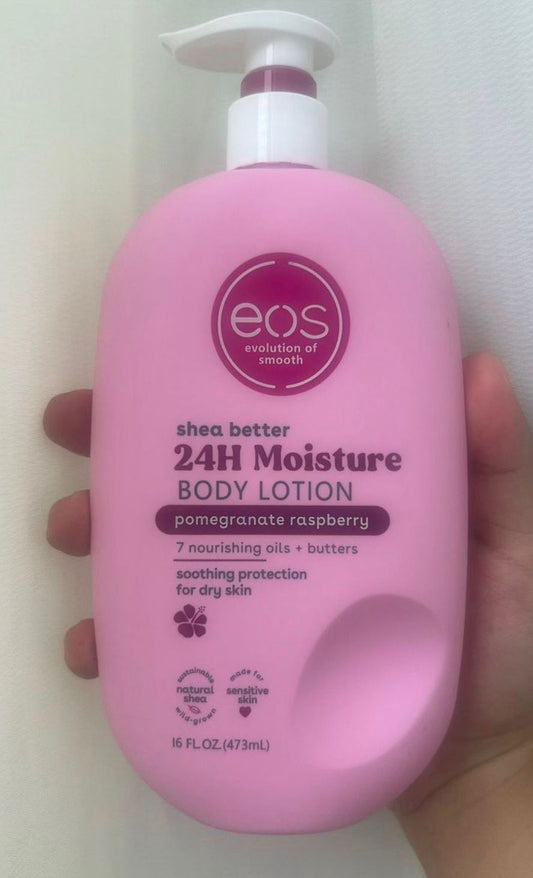 eos
evolution of
smooth
shea better
24H Moisture
BODY LOTION
pomegranate raspberry
7 nourishing oils + butters
soothing protection
for dry skin
sustainable
natural
shea
wild-grown
made for
sensitive
skin
16 FL.OZ.(473mL)